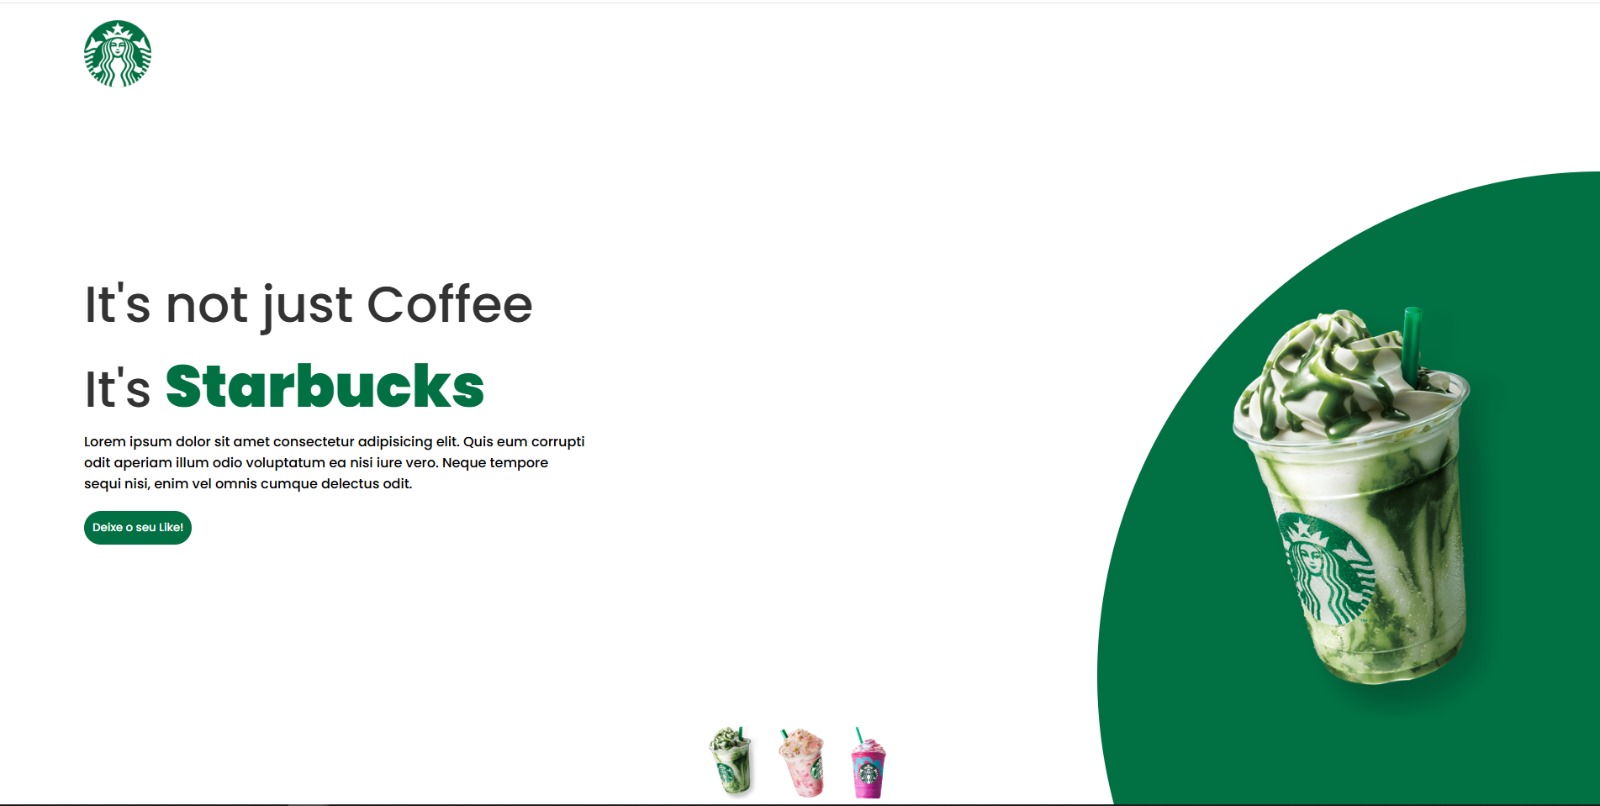 It's not just Coffee
It's Starbucks
Lorem ipsum dolor sit amet consectetur adipisicing elit. Quis eum corrupti
odit aperiam illum odio voluptatum ea nisi iure vero. Neque tempore
sequi nisi, enim vel omnis cumque delectus odit.
Deixe o seu Like!